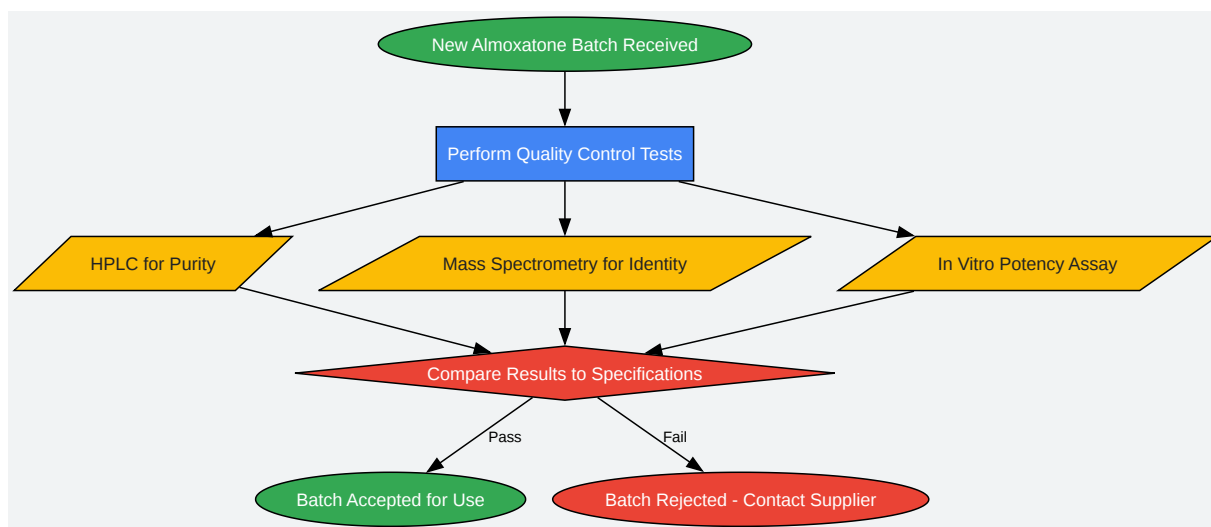 New Almoxatone Batch Received
Perform Quality Control Tests
HPLC for Purity
Mass Spectrometry for Identity
In Vitro Potency Assay
Compare Results to Specifications
Pass
Fail
Batch Accepted for Use
Batch Rejected - Contact Supplier